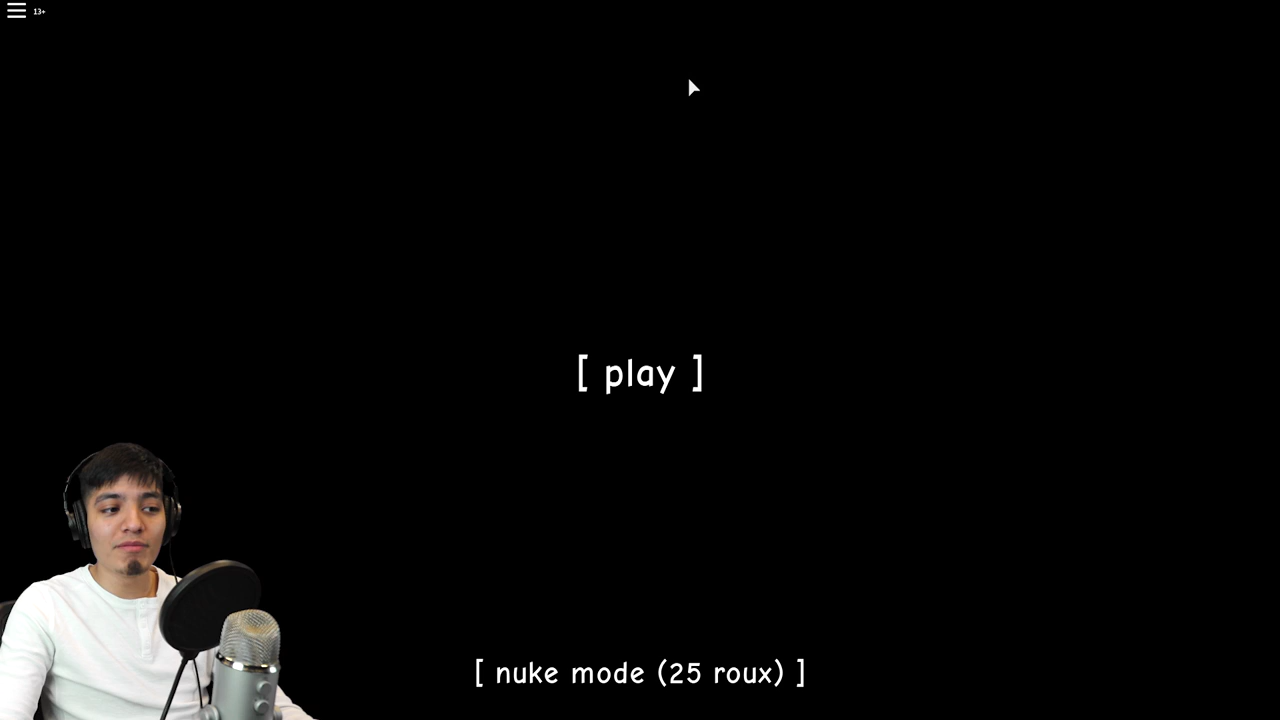 13+
[ play ]
[ nuke mode (25 roux) ]